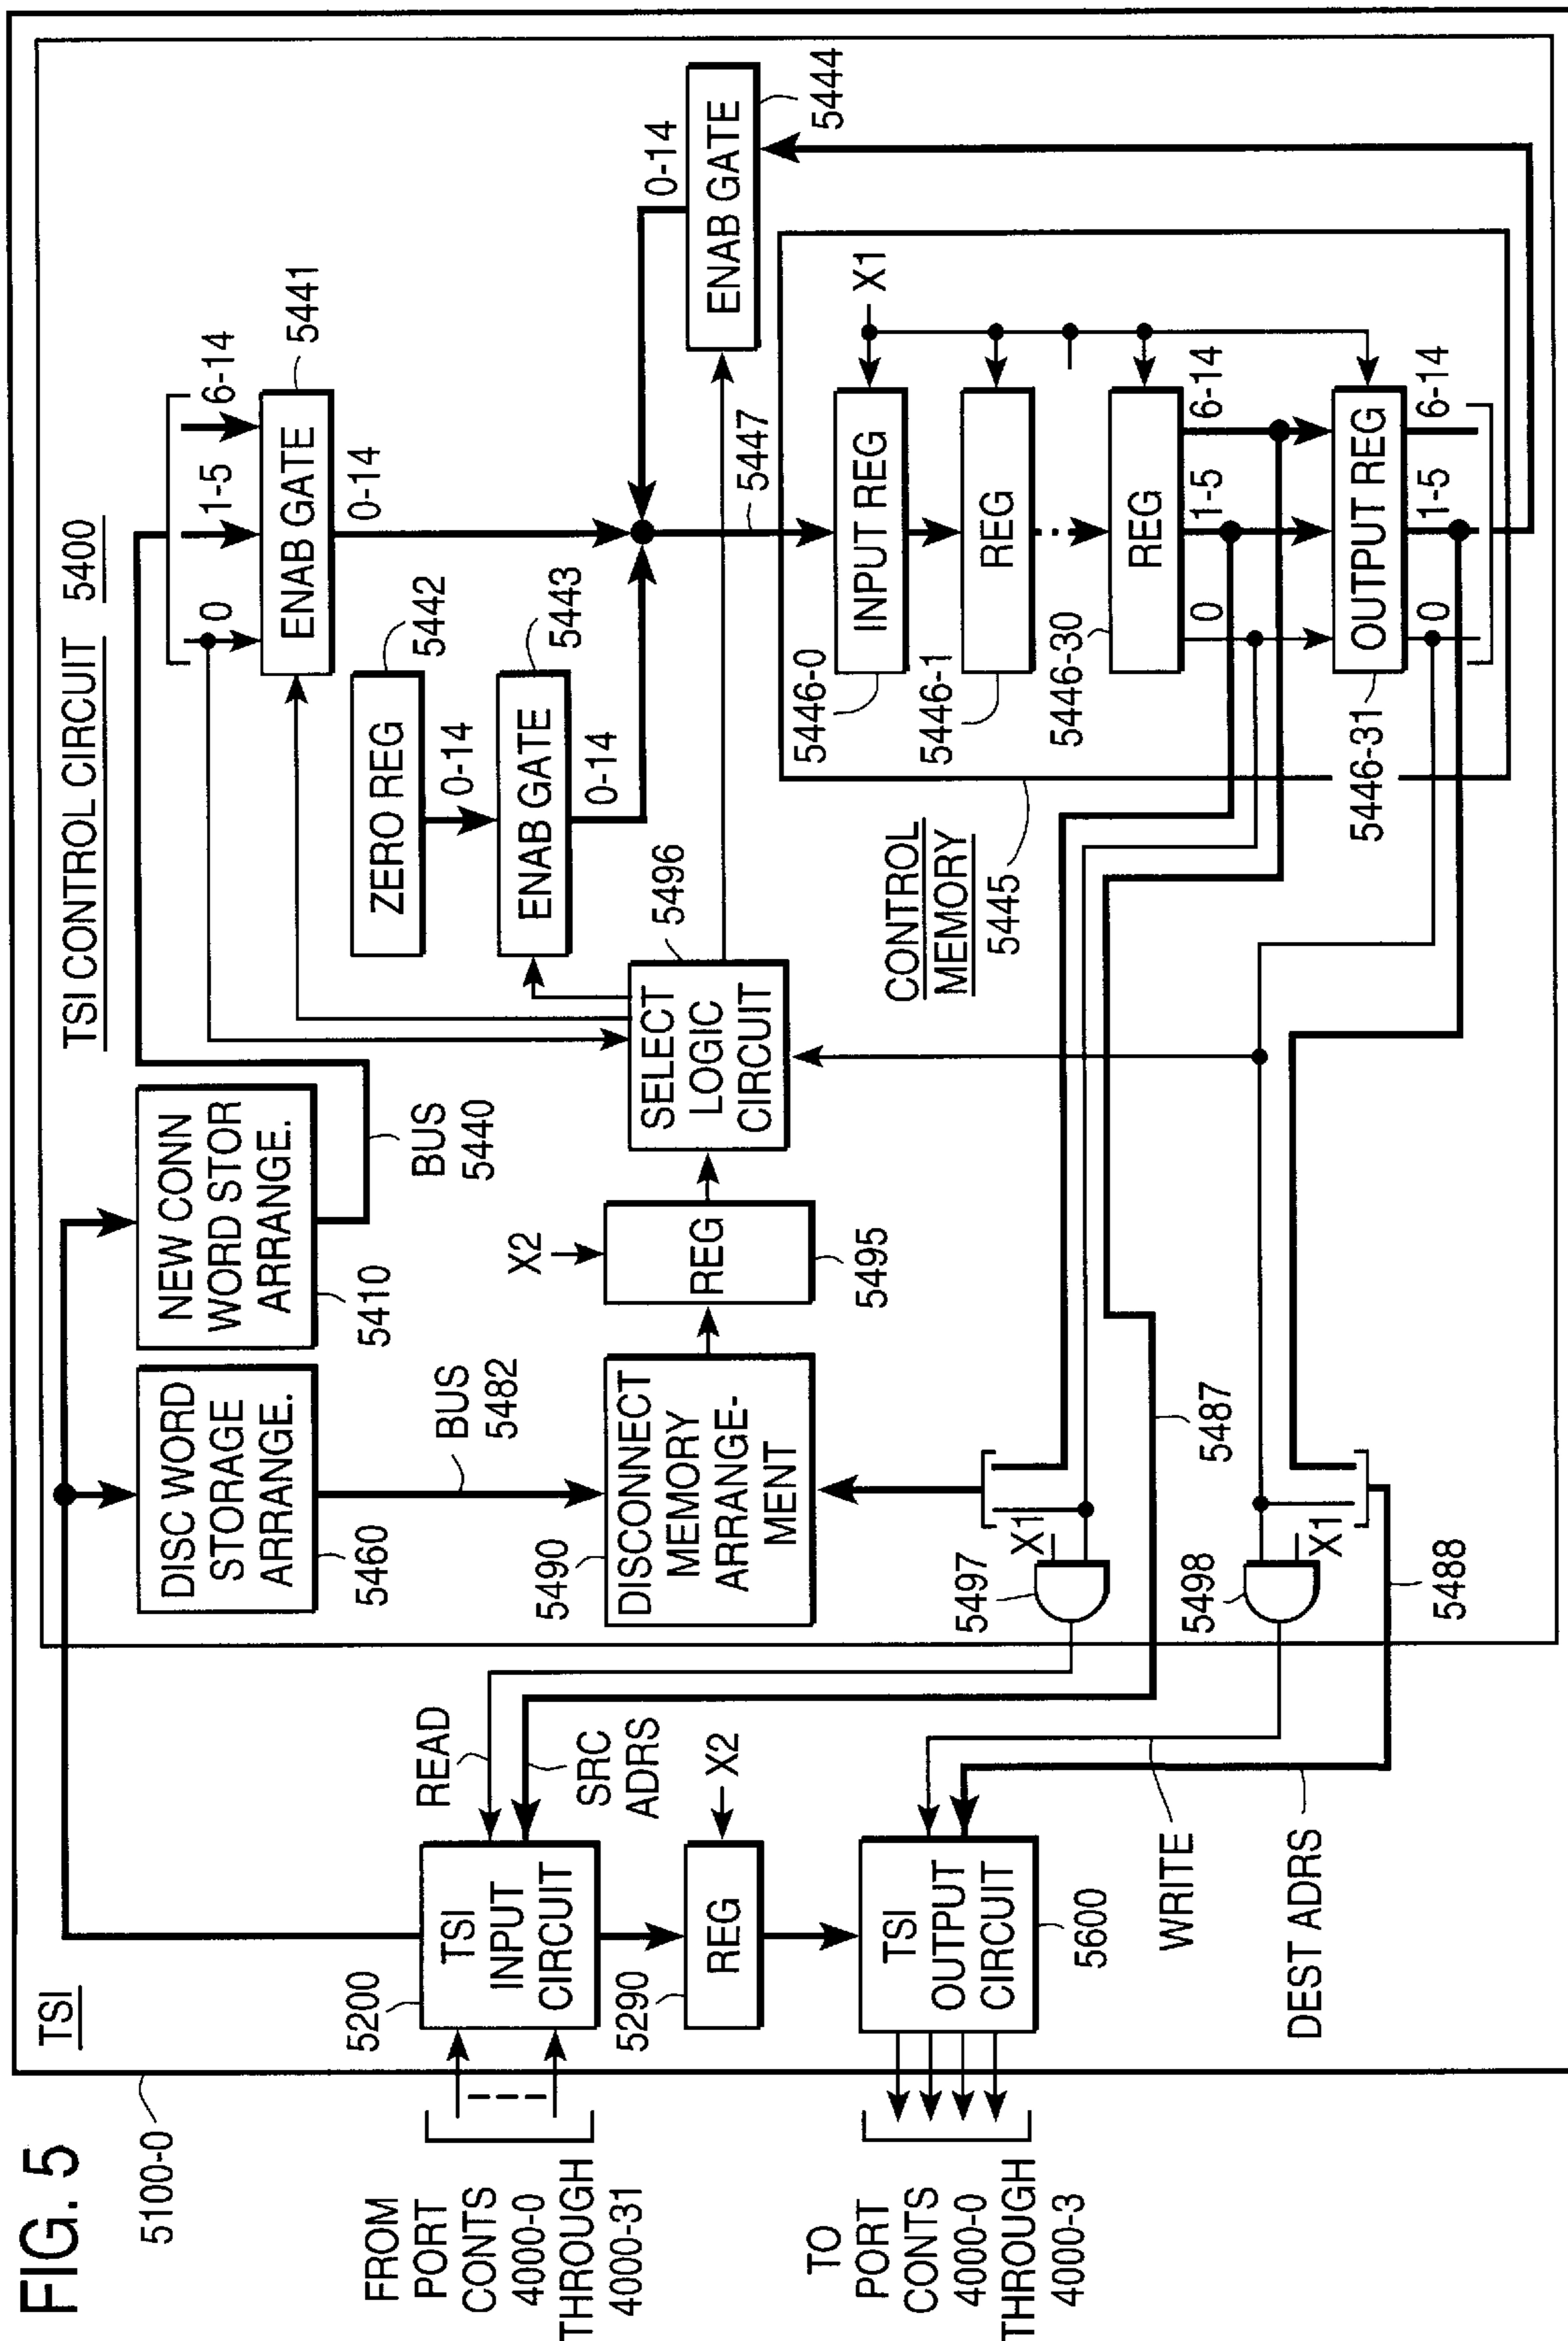 FIG. 5
5100-0
TSI
TSI CONTROL CIRCUIT 5400
FROM
PORT
CONTS
4000-0
THROUGH
4000-31
TO
PORT
CONTS
4000-0
THROUGH
4000-3
5200
TSI
INPUT
CIRCUIT
READ
SRC
ADRS
5290
REG
X2
TSI
OUTPUT
CIRCUIT
5600
WRITE
DEST ADRS
DISC WORD
STORAGE
ARRANGE.
5460
NEW CONN
WORD STOR
ARRANGE.
5410
BUS
5482
BUS
5440
5490
DISCONNECT
MEMORY
ARRANGE-
MENT
X2
REG
5495
SELECT
LOGIC
CIRCUIT
5496
5497
X1
5498
X1
5487
5488
0
1-5
6-14
ENAB GATE
5441
0-14
ZERO REG
5442
0-14
ENAB GATE
5443
0-14
0-14
ENAB GATE
5444
5447
CONTROL
MEMORY
5445
5446-0
INPUT REG
X1
5446-1
REG
5446-30
REG
0
1-5
6-14
5446-31
OUTPUT REG
0
1-5
6-14